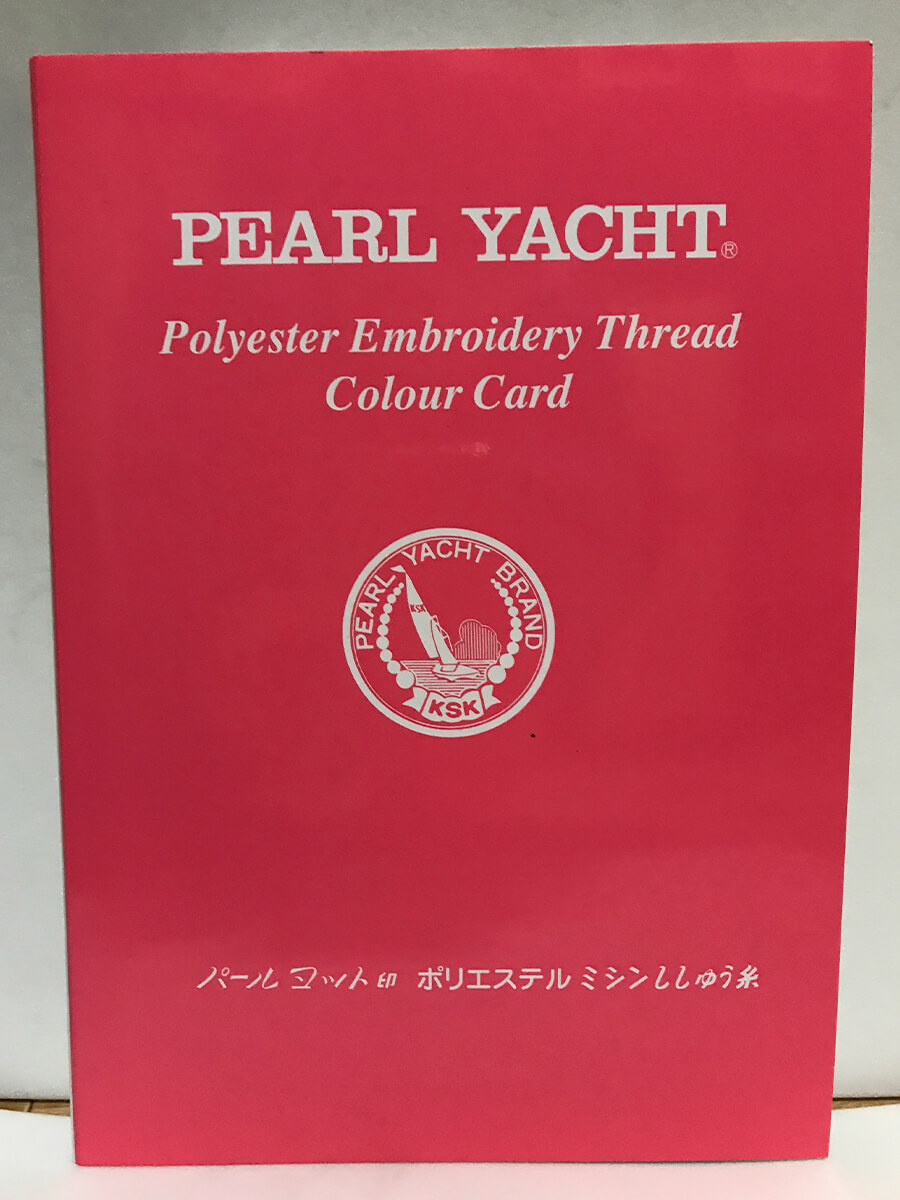 PEARL YACHT®
Polyester Embroidery Thread
Colour Card
PEARL YACHT BRAND
KSK
KSK
パール ヨット印 ポリエステル ミシンししゅう糸